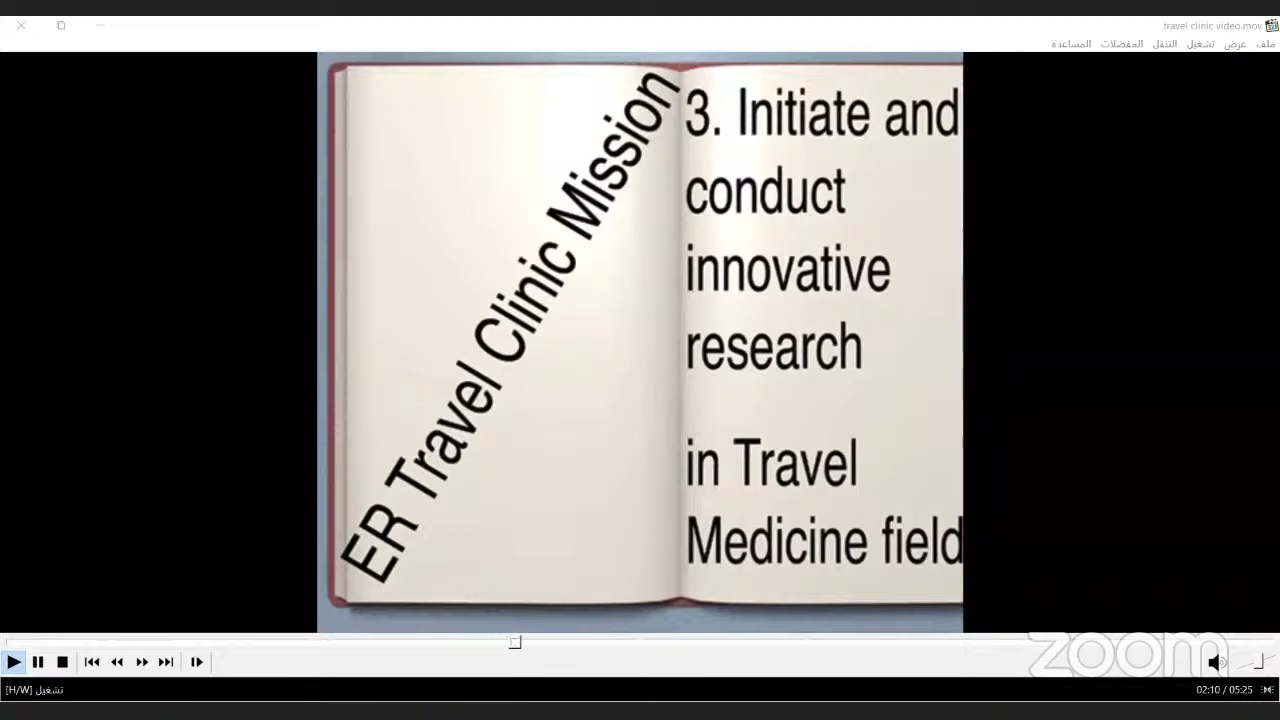 travel clinic video.mov
ملف عرض تشغيل التنقل المفضلات المساعدة
ER Travel Clinic Mission
3. Initiate and
conduct
innovative
research
in Travel
Medicine field
zoom
تشغيل [H/W]
02:10 / 05:25